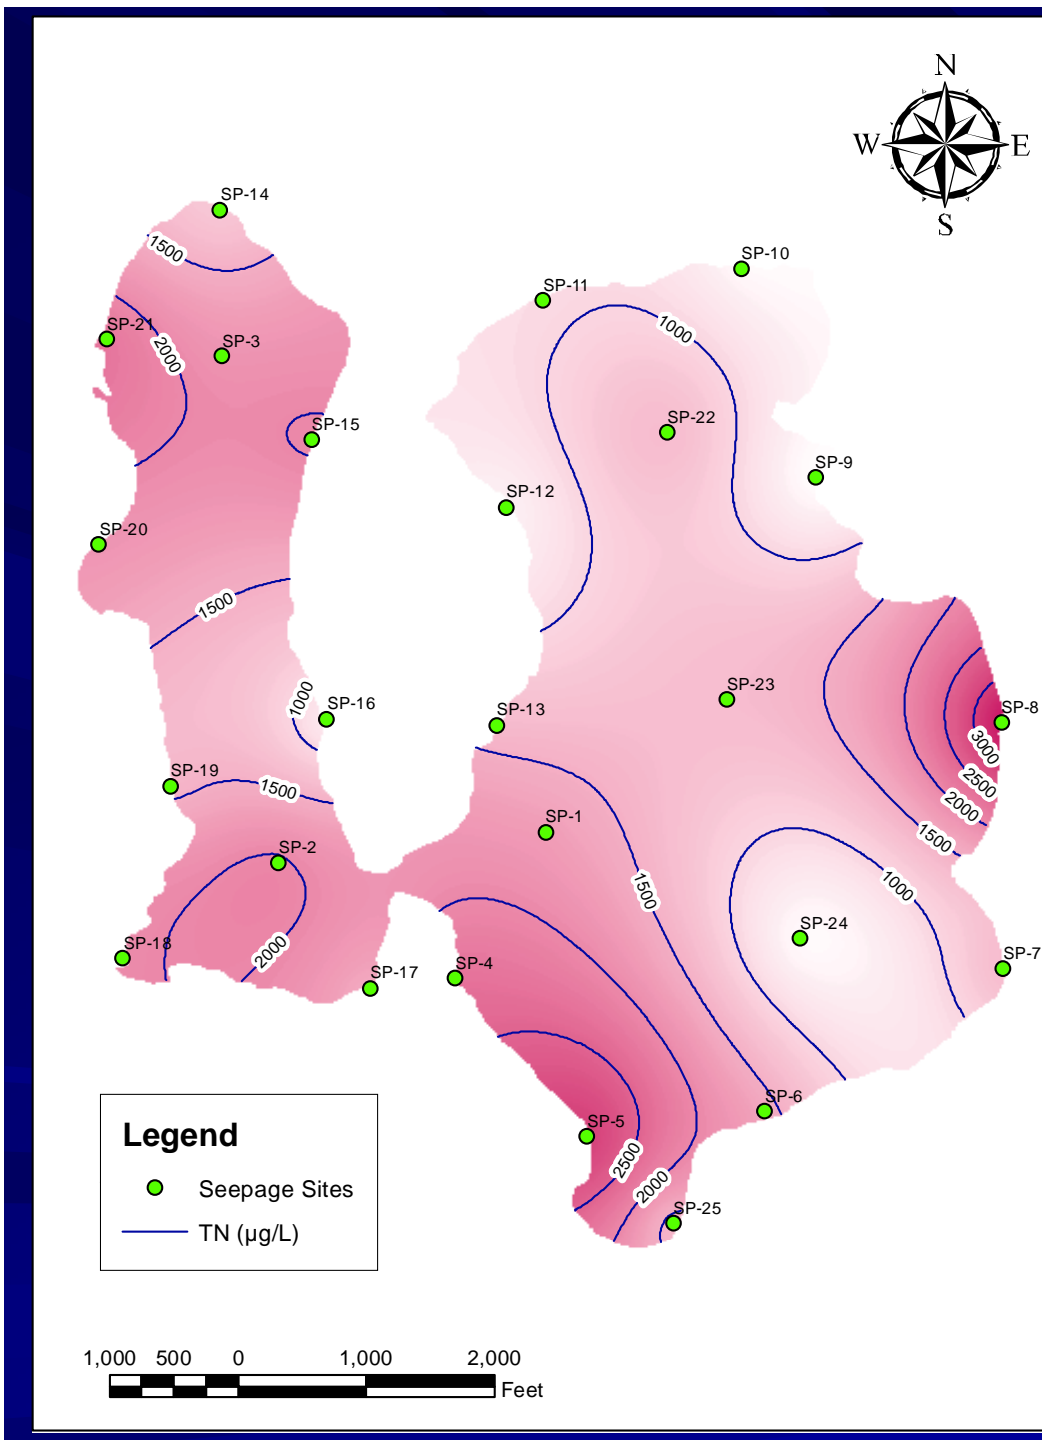 N
W E
S
SP-14
1500
SP-10
SP-11
1000
SP-21
SP-3
2000
SP-22
SP-15
SP-9
SP-12
SP-20
1500
1000
SP-16
SP-13
SP-23
SP-8
3000
2500
2000
1500
SP-19
1500
SP-1
SP-2
1500
1000
SP-24
SP-18
2000
SP-17
SP-4
SP-7
SP-6
SP-5
2500
2000
SP-25
Legend
Seepage Sites
TN (µg/L)
1,000 500 0 1,000 2,000
Feet